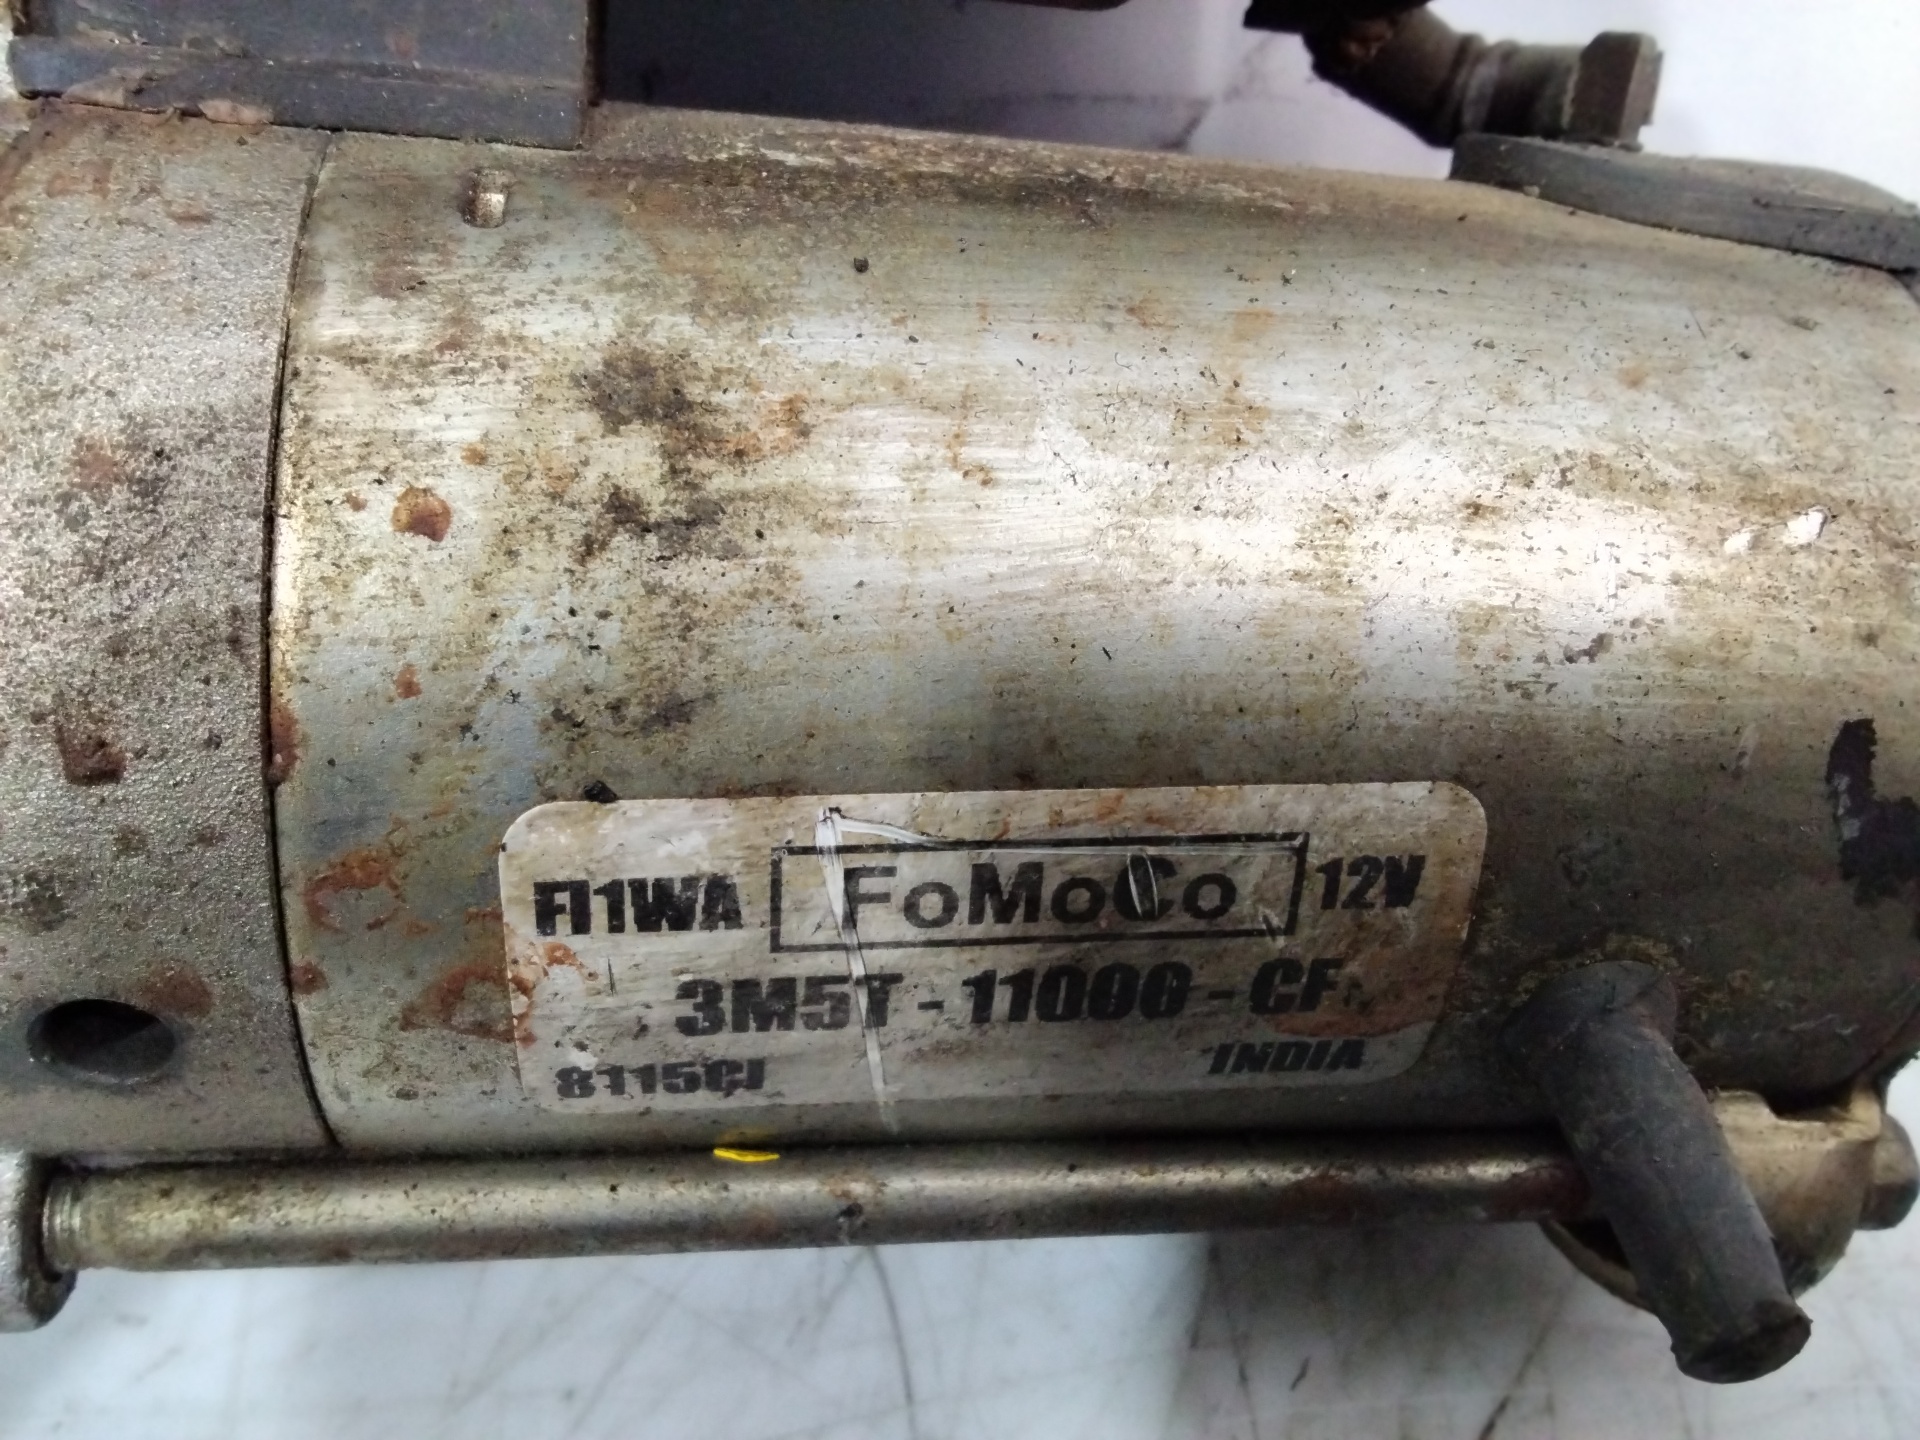 FI1WA FoMoCo 12V
3M5T-11000-CF
8115CJ INDIA